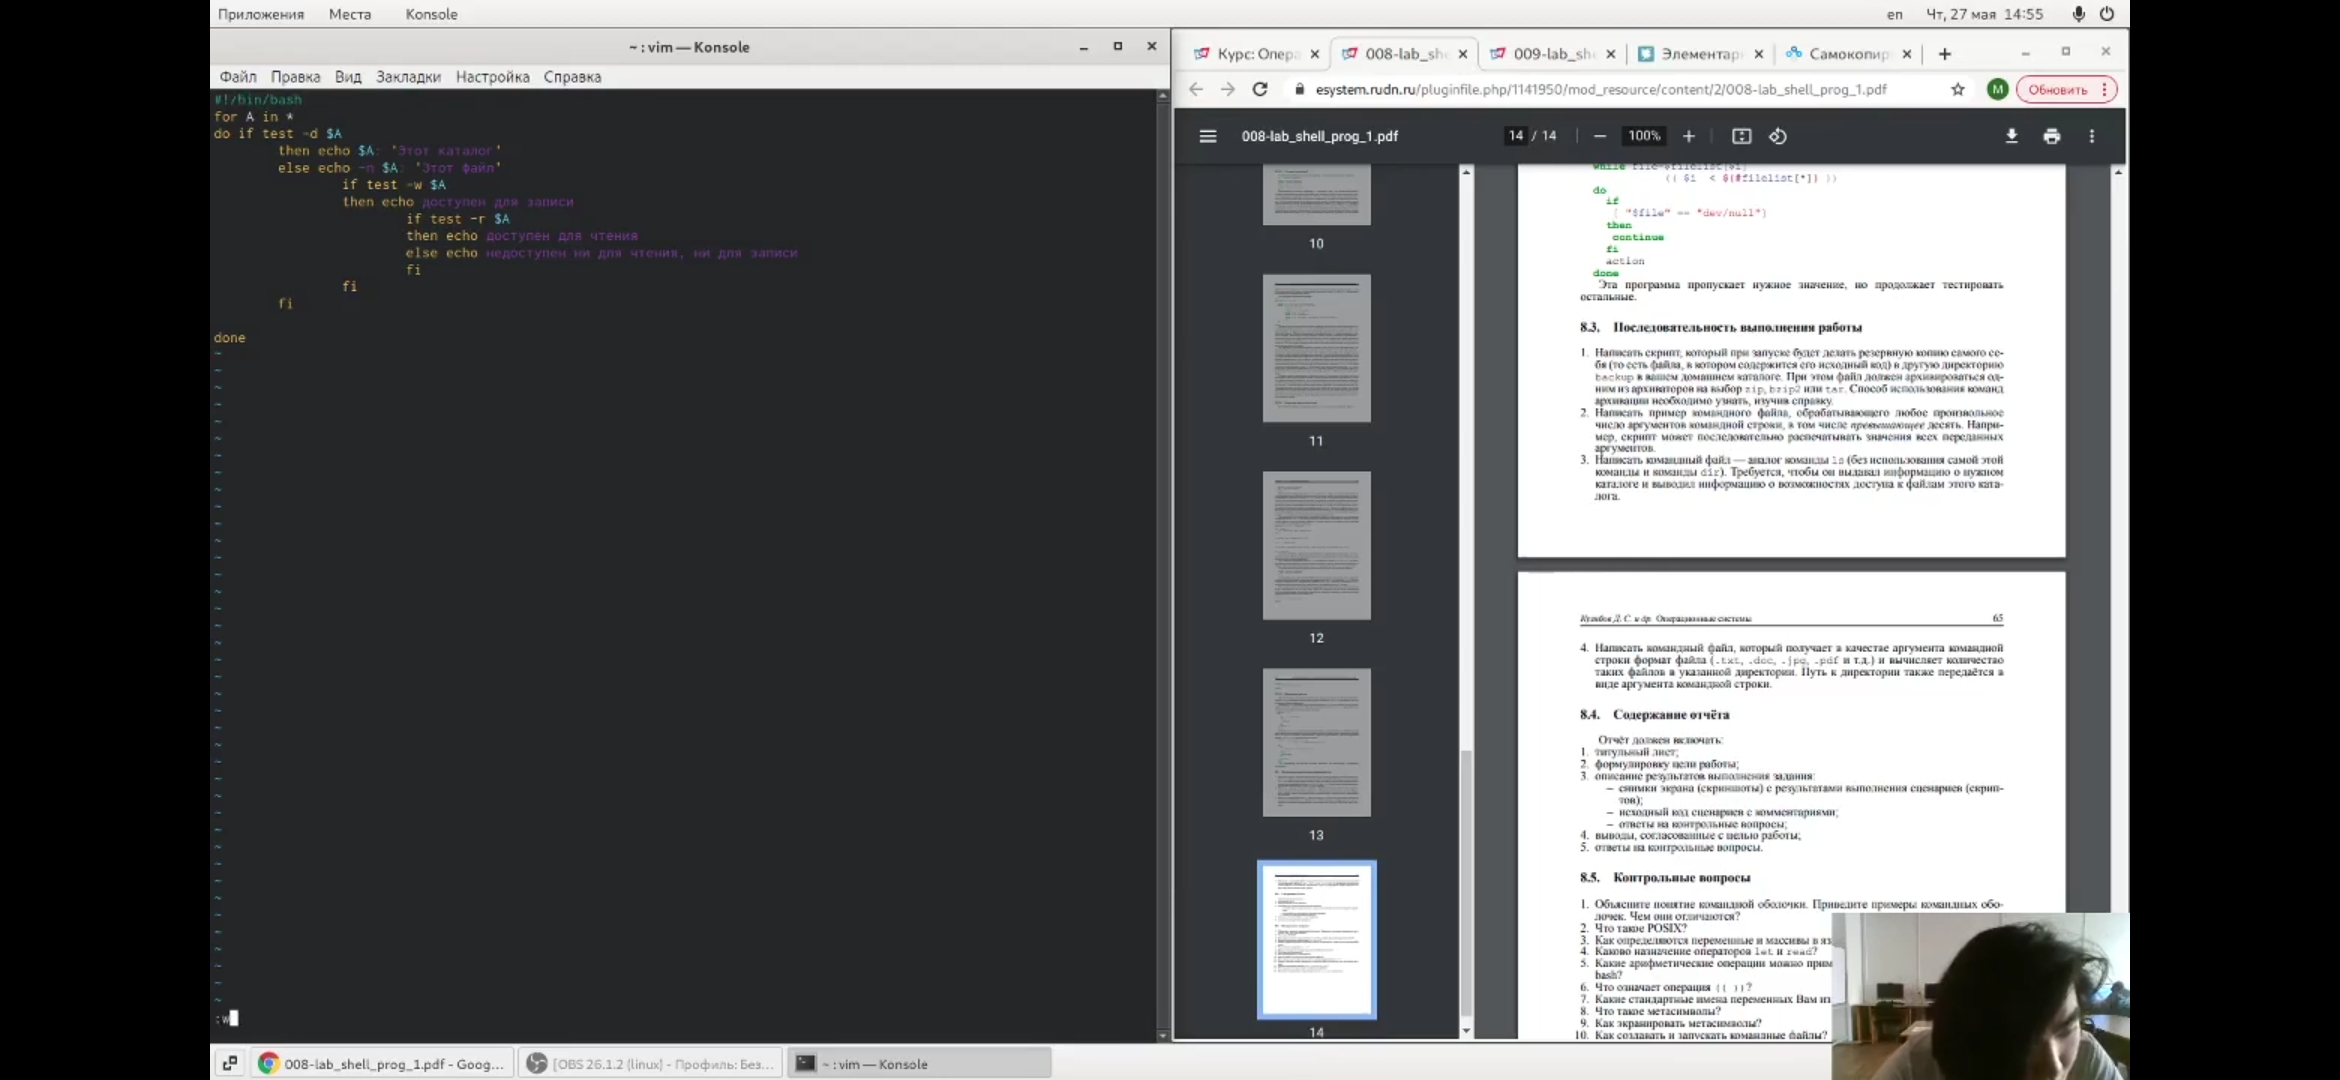 Приложения Места Konsole
en Чт, 27 мая 14:55
~ : vim — Konsole
Файл Правка Вид Закладки Настройка Справка
#!/bin/bash
for A in *
do if test -d $A
then echo $A: 'Этот каталог'
else echo -n $A: 'Этот файл'
if test -w $A
then echo доступен для записи
if test -r $A
then echo доступен для чтения
else echo недоступен ни для чтения, ни для записи
fi
fi
fi
done
:w
Курс: Опера
008-lab_she
009-lab_she
Элементар
Самокопир
esystem.rudn.ru/pluginfile.php/1141950/mod_resource/content/2/008-lab_shell_prog_1.pdf
M
Обновить
008-lab_shell_prog_1.pdf
14 / 14
100%
10
11
12
13
14
(( $i < ${#filelist[*]} ))
do
if
[ "$file" == "dev/null"]
then
continue
fi
action
done
Эта программа пропускает нужное значение, но продолжает тестировать
остальные.
8.3. Последовательность выполнения работы
1. Написать скрипт, который при запуске будет делать резервную копию самого се-
бя (то есть файла, в котором содержится его исходный код) в другую директорию
backup в вашем домашнем каталоге. При этом файл должен архивироваться од-
ним из архиваторов на выбор zip, bzip2 или tar. Способ использования команд
архивации необходимо узнать, изучив справку.
2. Написать пример командного файла, обрабатывающего любое произвольное
число аргументов командной строки, в том числе превышающее десять. Напри-
мер, скрипт может последовательно распечатывать значения всех переданных
аргументов.
3. Написать командный файл — аналог команды ls (без использования самой этой
команды и команды dir). Требуется, чтобы он выдавал информацию о нужном
каталоге и выводил информацию о возможностях доступа к файлам этого ката-
лога.
Кулябов Д. С. и др. Операционные системы 65
4. Написать командный файл, который получает в качестве аргумента командной
строки формат файла (.txt, .doc, .jpg, .pdf и т.д.) и вычисляет количество
таких файлов в указанной директории. Путь к директории также передаётся в
виде аргумента командной строки.
8.4. Содержание отчёта
Отчёт должен включать:
1. титульный лист;
2. формулировку цели работы;
3. описание результатов выполнения задания:
– снимки экрана (скриншоты) с результатами выполнения сценариев (скрип-
тов);
– исходный код сценариев с комментариями;
– ответы на контрольные вопросы;
4. выводы, согласованные с целью работы;
5. ответы на контрольные вопросы.
8.5. Контрольные вопросы
1. Объясните понятие командной оболочки. Приведите примеры командных обо-
лочек. Чем они отличаются?
2. Что такое POSIX?
3. Как определяются переменные и массивы в яз
4. Каково назначение операторов let и read?
5. Какие арифметические операции можно прим
bash?
6. Что означает операция (( ))?
7. Какие стандартные имена переменных Вам из
8. Что такое метасимволы?
9. Как экранировать метасимволы?
10. Как создавать и запускать командные файлы?
008-lab_shell_prog_1.pdf - Goog...
[OBS 26.1.2 (linux) - Профиль: Без...
~ : vim — Konsole